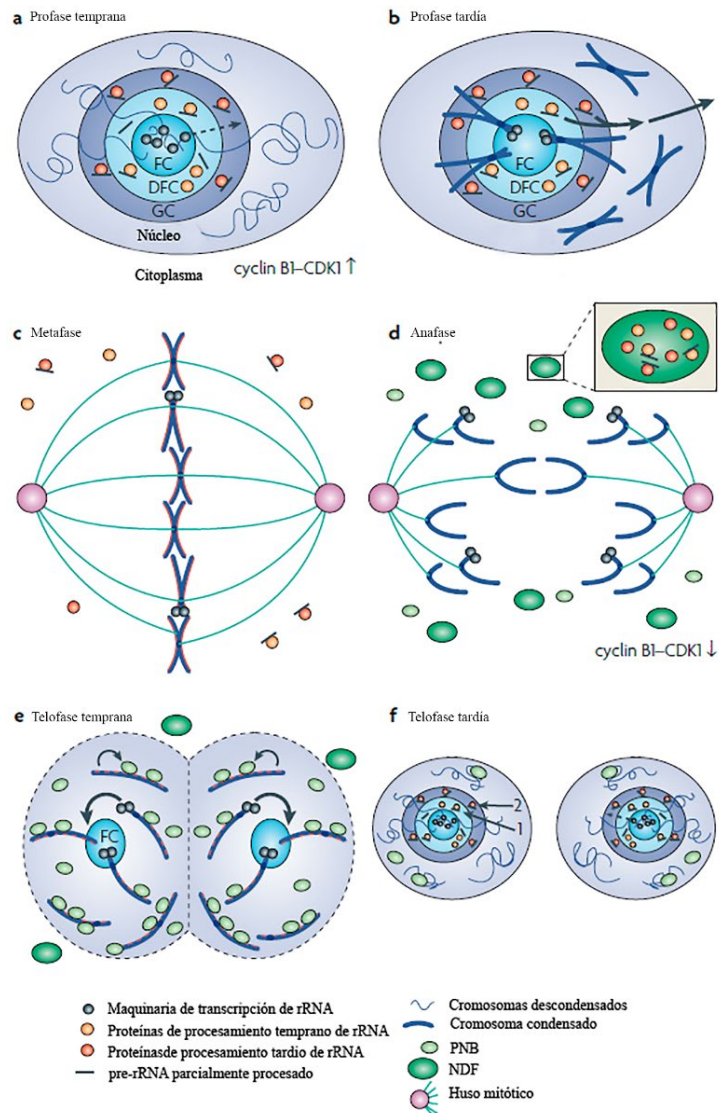 a Profase temprana
FC
DFC
GC
Núcleo
Citoplasma
cyclin B1–CDK1 ↑
b Profase tardía
FC
DFC
GC
c Metafase
d Anafase
cyclin B1–CDK1 ↓
e Telofase temprana
FC
f Telofase tardía
2
1
Maquinaria de transcripción de rRNA
Proteínas de procesamiento temprano de rRNA
Proteínasde procesamiento tardio de rRNA
pre-rRNA parcialmente procesado
Cromosomas descondensados
Cromosoma condensado
PNB
NDF
Huso mitótico